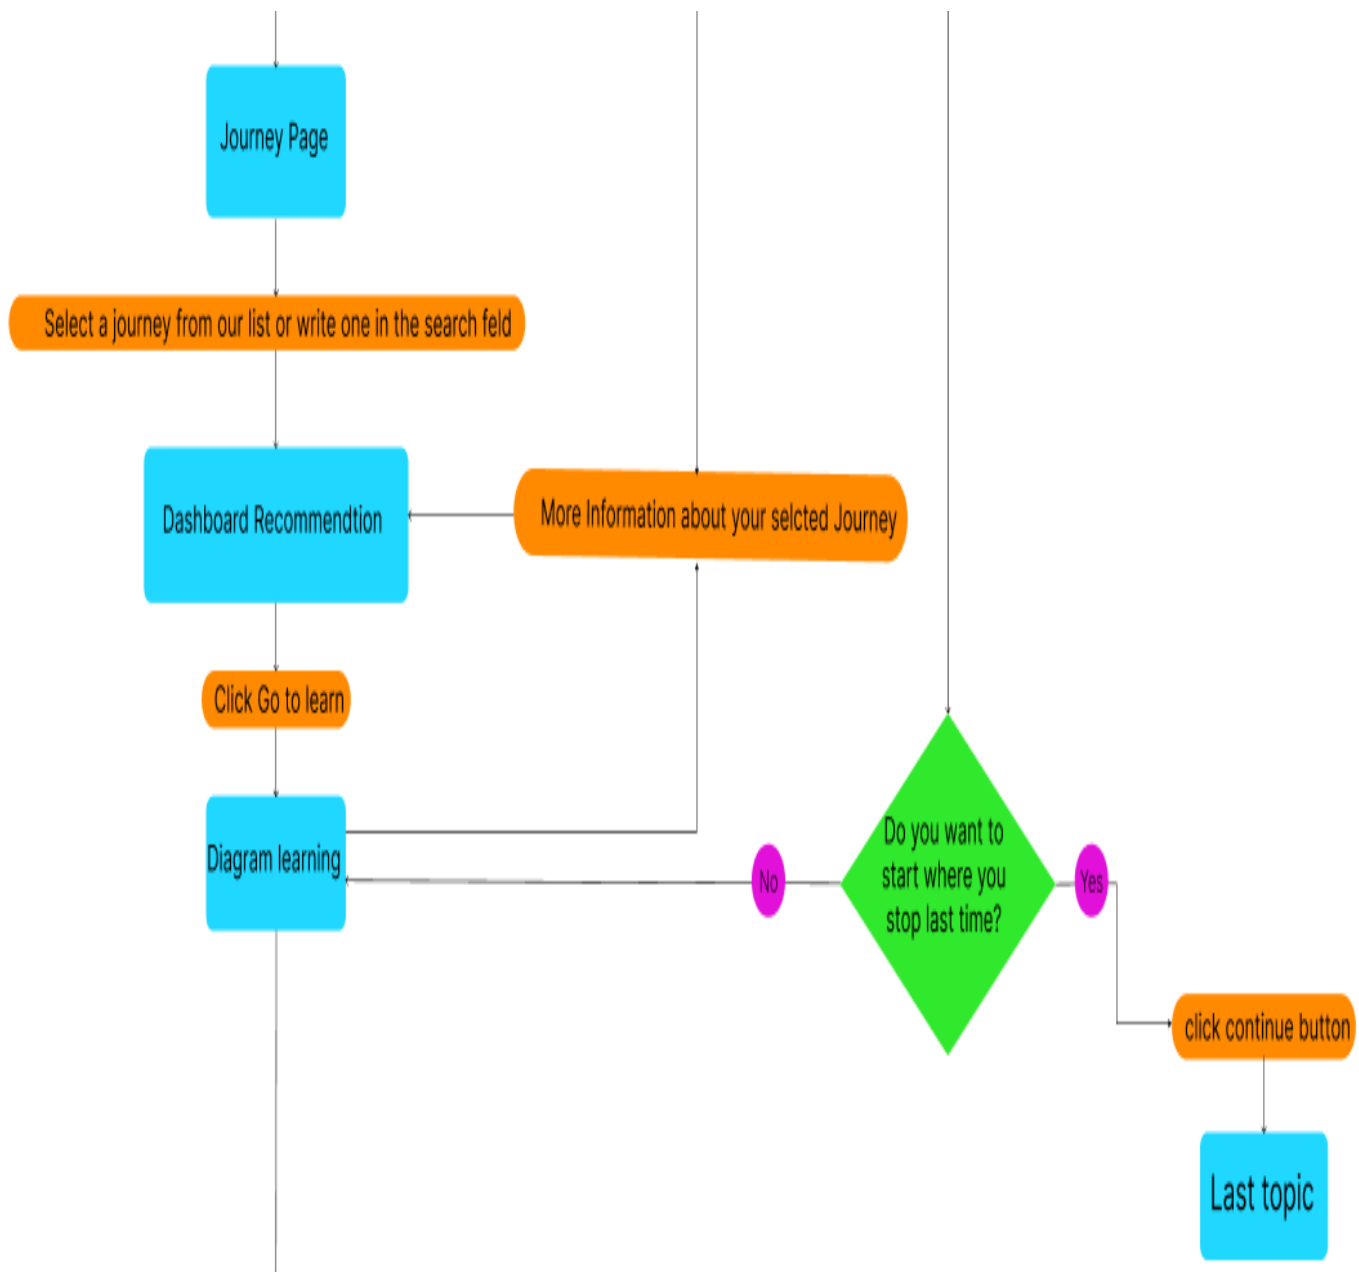 Journey Page
Select a journey from our list or write one in the search feld
Dashboard Recommendtion
More Information about your selcted Journey
Click Go to learn
Diagram learning
No
Do you want to
start where you
stop last time?
Yes
click continue button
Last topic